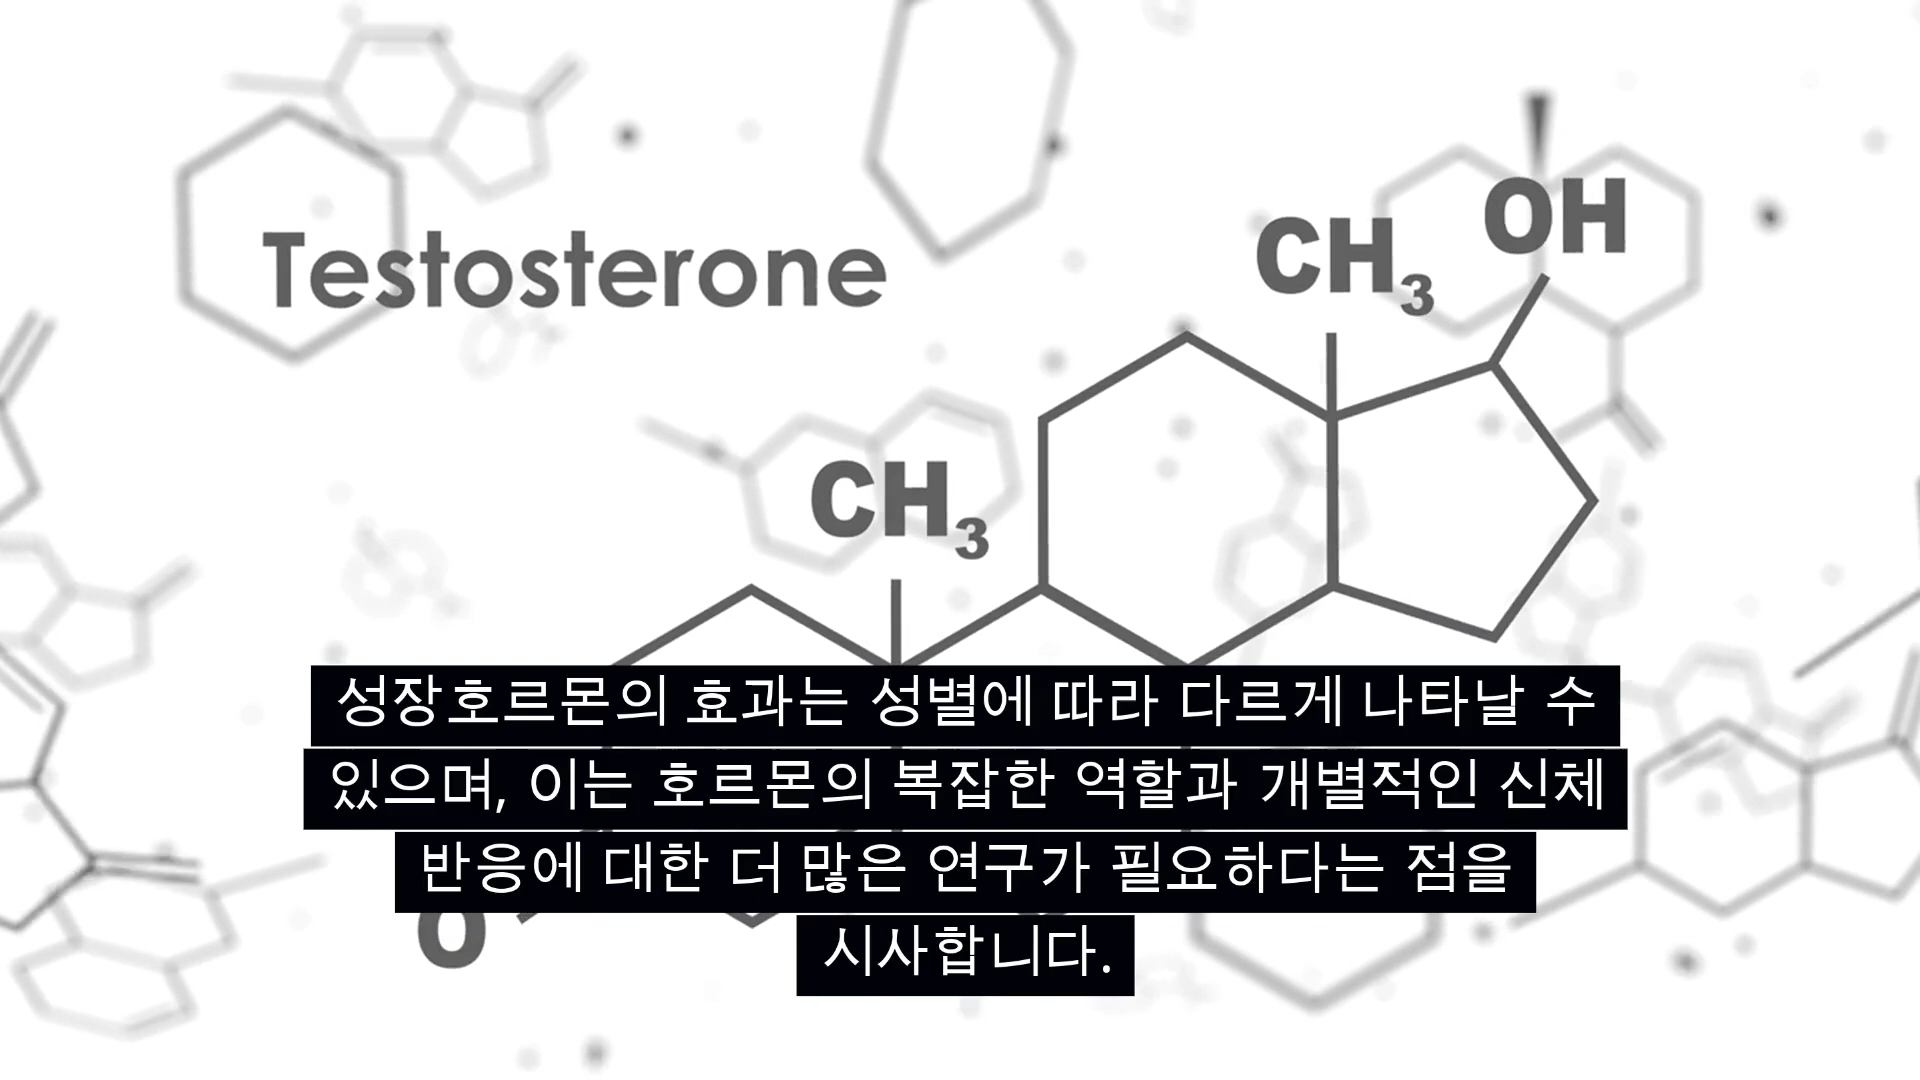 Testosterone
OH
CH3
CH3
성장호르몬의 효과는 성별에 따라 다르게 나타날 수
있으며, 이는 호르몬의 복잡한 역할과 개별적인 신체
반응에 대한 더 많은 연구가 필요하다는 점을
시사합니다.
O